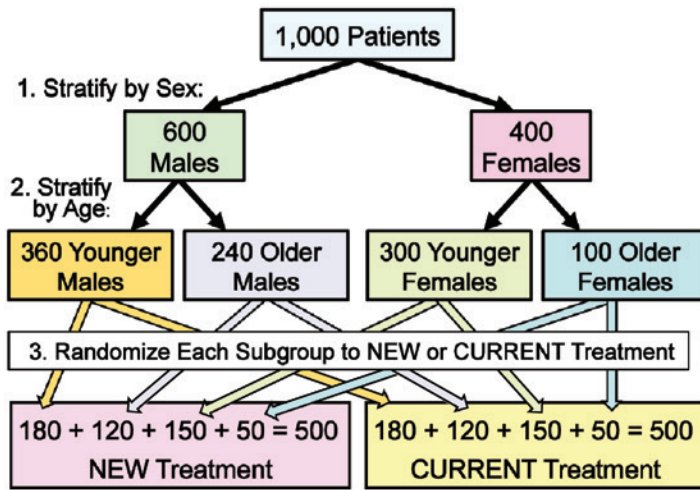 1,000 Patients
1. Stratify by Sex:
600
Males
400
Females
2. Stratify
by Age:
360 Younger
Males
240 Older
Males
300 Younger
Females
100 Older
Females
3. Randomize Each Subgroup to NEW or CURRENT Treatment
180 + 120 + 150 + 50 = 500
NEW Treatment
180 + 120 + 150 + 50 = 500
CURRENT Treatment